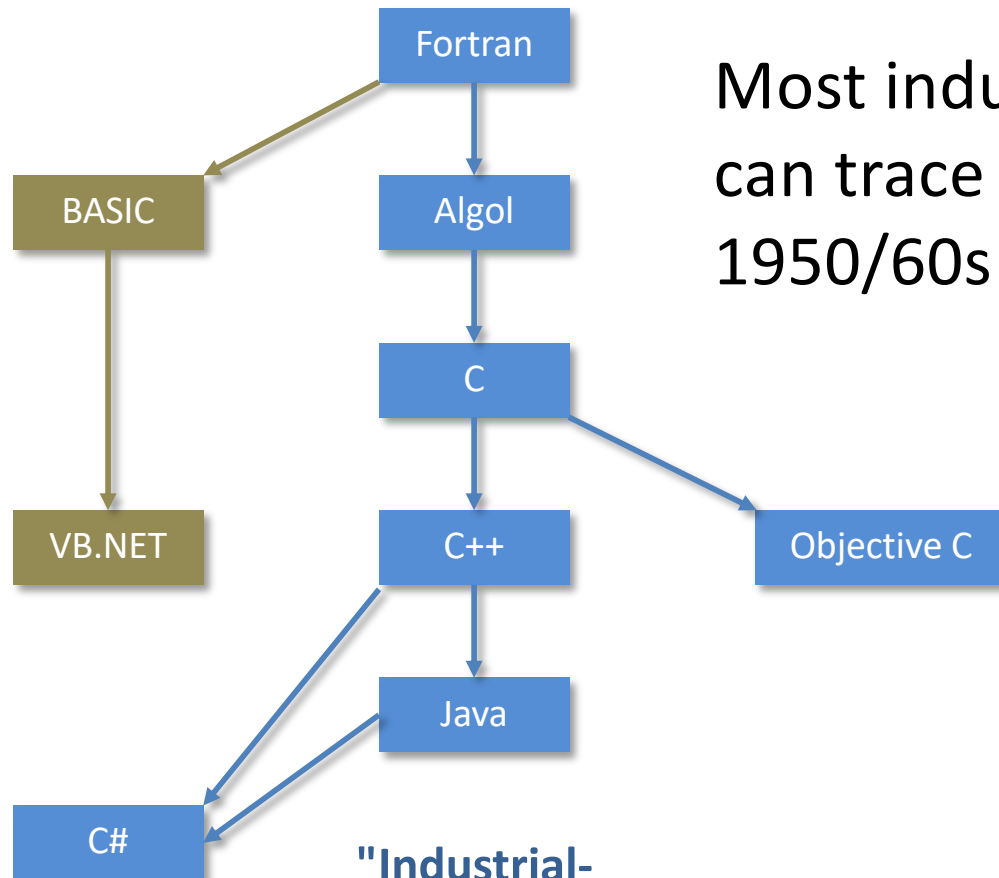 Fortran
Most indu
can trace
1950/60s
BASIC
Algol
C
VB.NET
C++
Objective C
Java
C#
"Industrial-